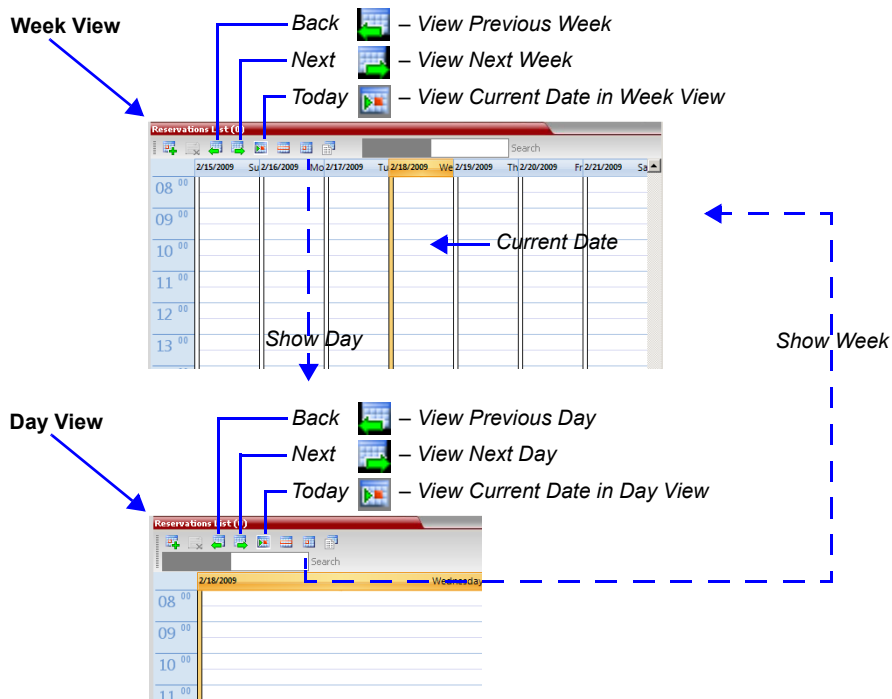 Week View
Back – View Previous Week
Next – View Next Week
Today – View Current Date in Week View
Reservations List (0)
Search
2/15/2009 Su 2/16/2009 Mo 2/17/2009 Tu 2/18/2009 We 2/19/2009 Th 2/20/2009 Fr 2/21/2009 Sa
08 00
09 00
Current Date
10 00
11 00
12 00
13 00
Show Day
Show Week
Day View
Back – View Previous Day
Next – View Next Day
Today – View Current Date in Day View
Reservations List (0)
Search
2/18/2009 Wednesday
08 00
09 00
10 00
11 00